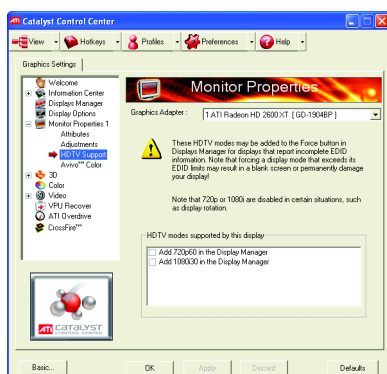 ATI Catalyst Control Center
View
Hotkeys
Profiles
Preferences
Help
Graphics Settings
Welcome
Information Center
Displays Manager
Display Options
Monitor Properties 1
Attributes
Adjustments
HDTV Support
Avivo™ Color
3D
Color
Video
VPU Recover
ATI Overdrive
CrossFire™
ATI CATALYST
CONTROL CENTER
Monitor Properties
Graphics Adapter :
1.ATI Radeon HD 2600 XT [ GD-1904BP ]
These HDTV modes may be added to the Force button in
Displays Manager for displays that report incomplete EDID
information. Note that forcing a display mode that exceeds its
EDID limits may result in a blank screen or permanently damage
your display!
Note that 720p or 1080i are disabled in certain situations, such
as display rotation.
HDTV modes supported by this display
Add 720p60 in the Display Manager
Add 1080i30 in the Display Manager
Basic...
OK
Apply
Discard
Defaults